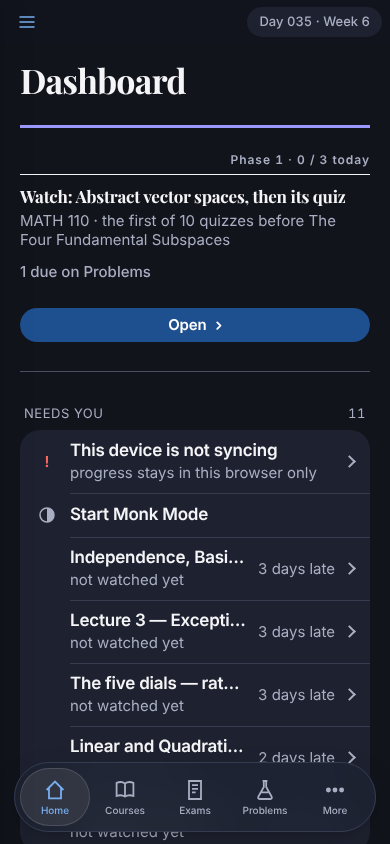 Day 035 · Week 6
Dashboard
Phase 1 · 0 / 3 today
Watch: Abstract vector spaces, then its quiz
MATH 110 · the first of 10 quizzes before The
Four Fundamental Subspaces
1 due on Problems
Open
NEEDS YOU 11
! This device is not syncing
progress stays in this browser only
Start Monk Mode
Independence, Basi...
not watched yet
3 days late
Lecture 3 — Excepti...
not watched yet
3 days late
The five dials — rat...
not watched yet
3 days late
Linear and Quadrati...
2 days late
Home Courses Exams Problems More
not watched yet